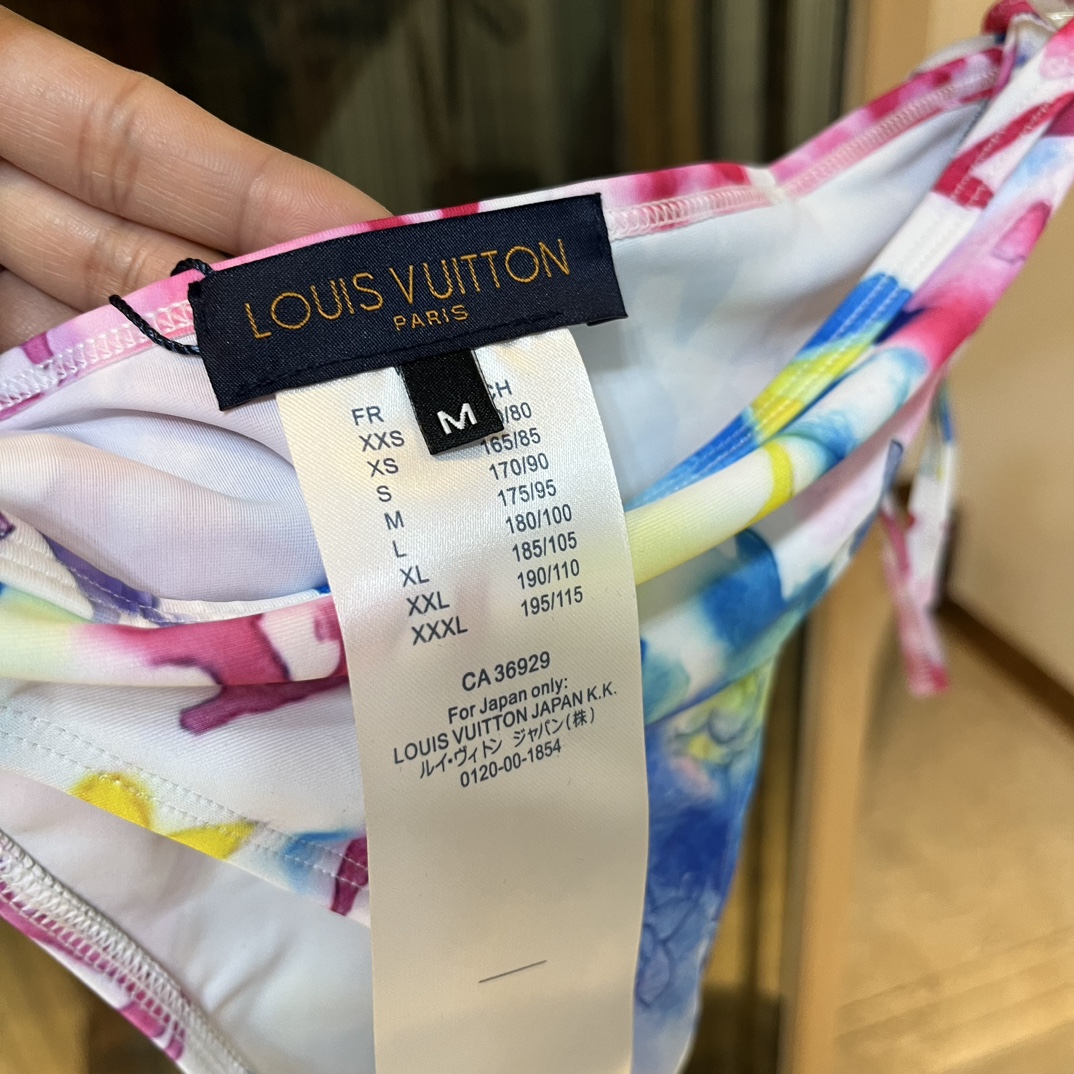 LOUIS VUITTON
PARIS
M
FR CH
XXS /80
XS 165/85
S 170/90
M 175/95
L 180/100
XL 185/105
XXL 190/110
XXXL 195/115
CA 36929
For Japan only:
LOUIS VUITTON JAPAN K.K.
ルイ・ヴィトン ジャパン(株)
0120-00-1854